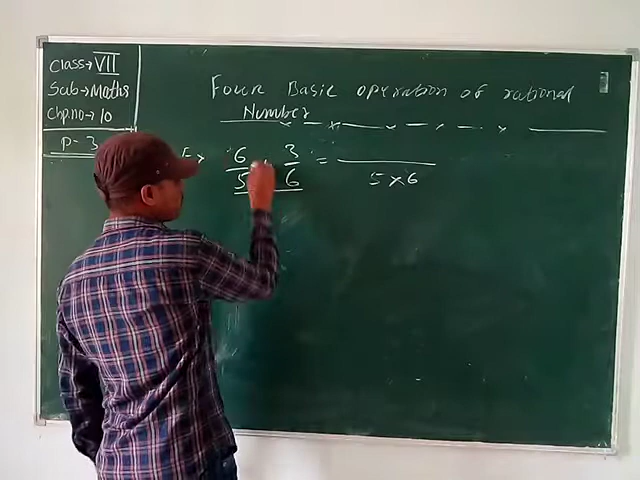 Class→VII
Sub→Maths
Chp.no→10
P-3
Four Basic operation of rational
Number
6/5 3/6 = 5×6